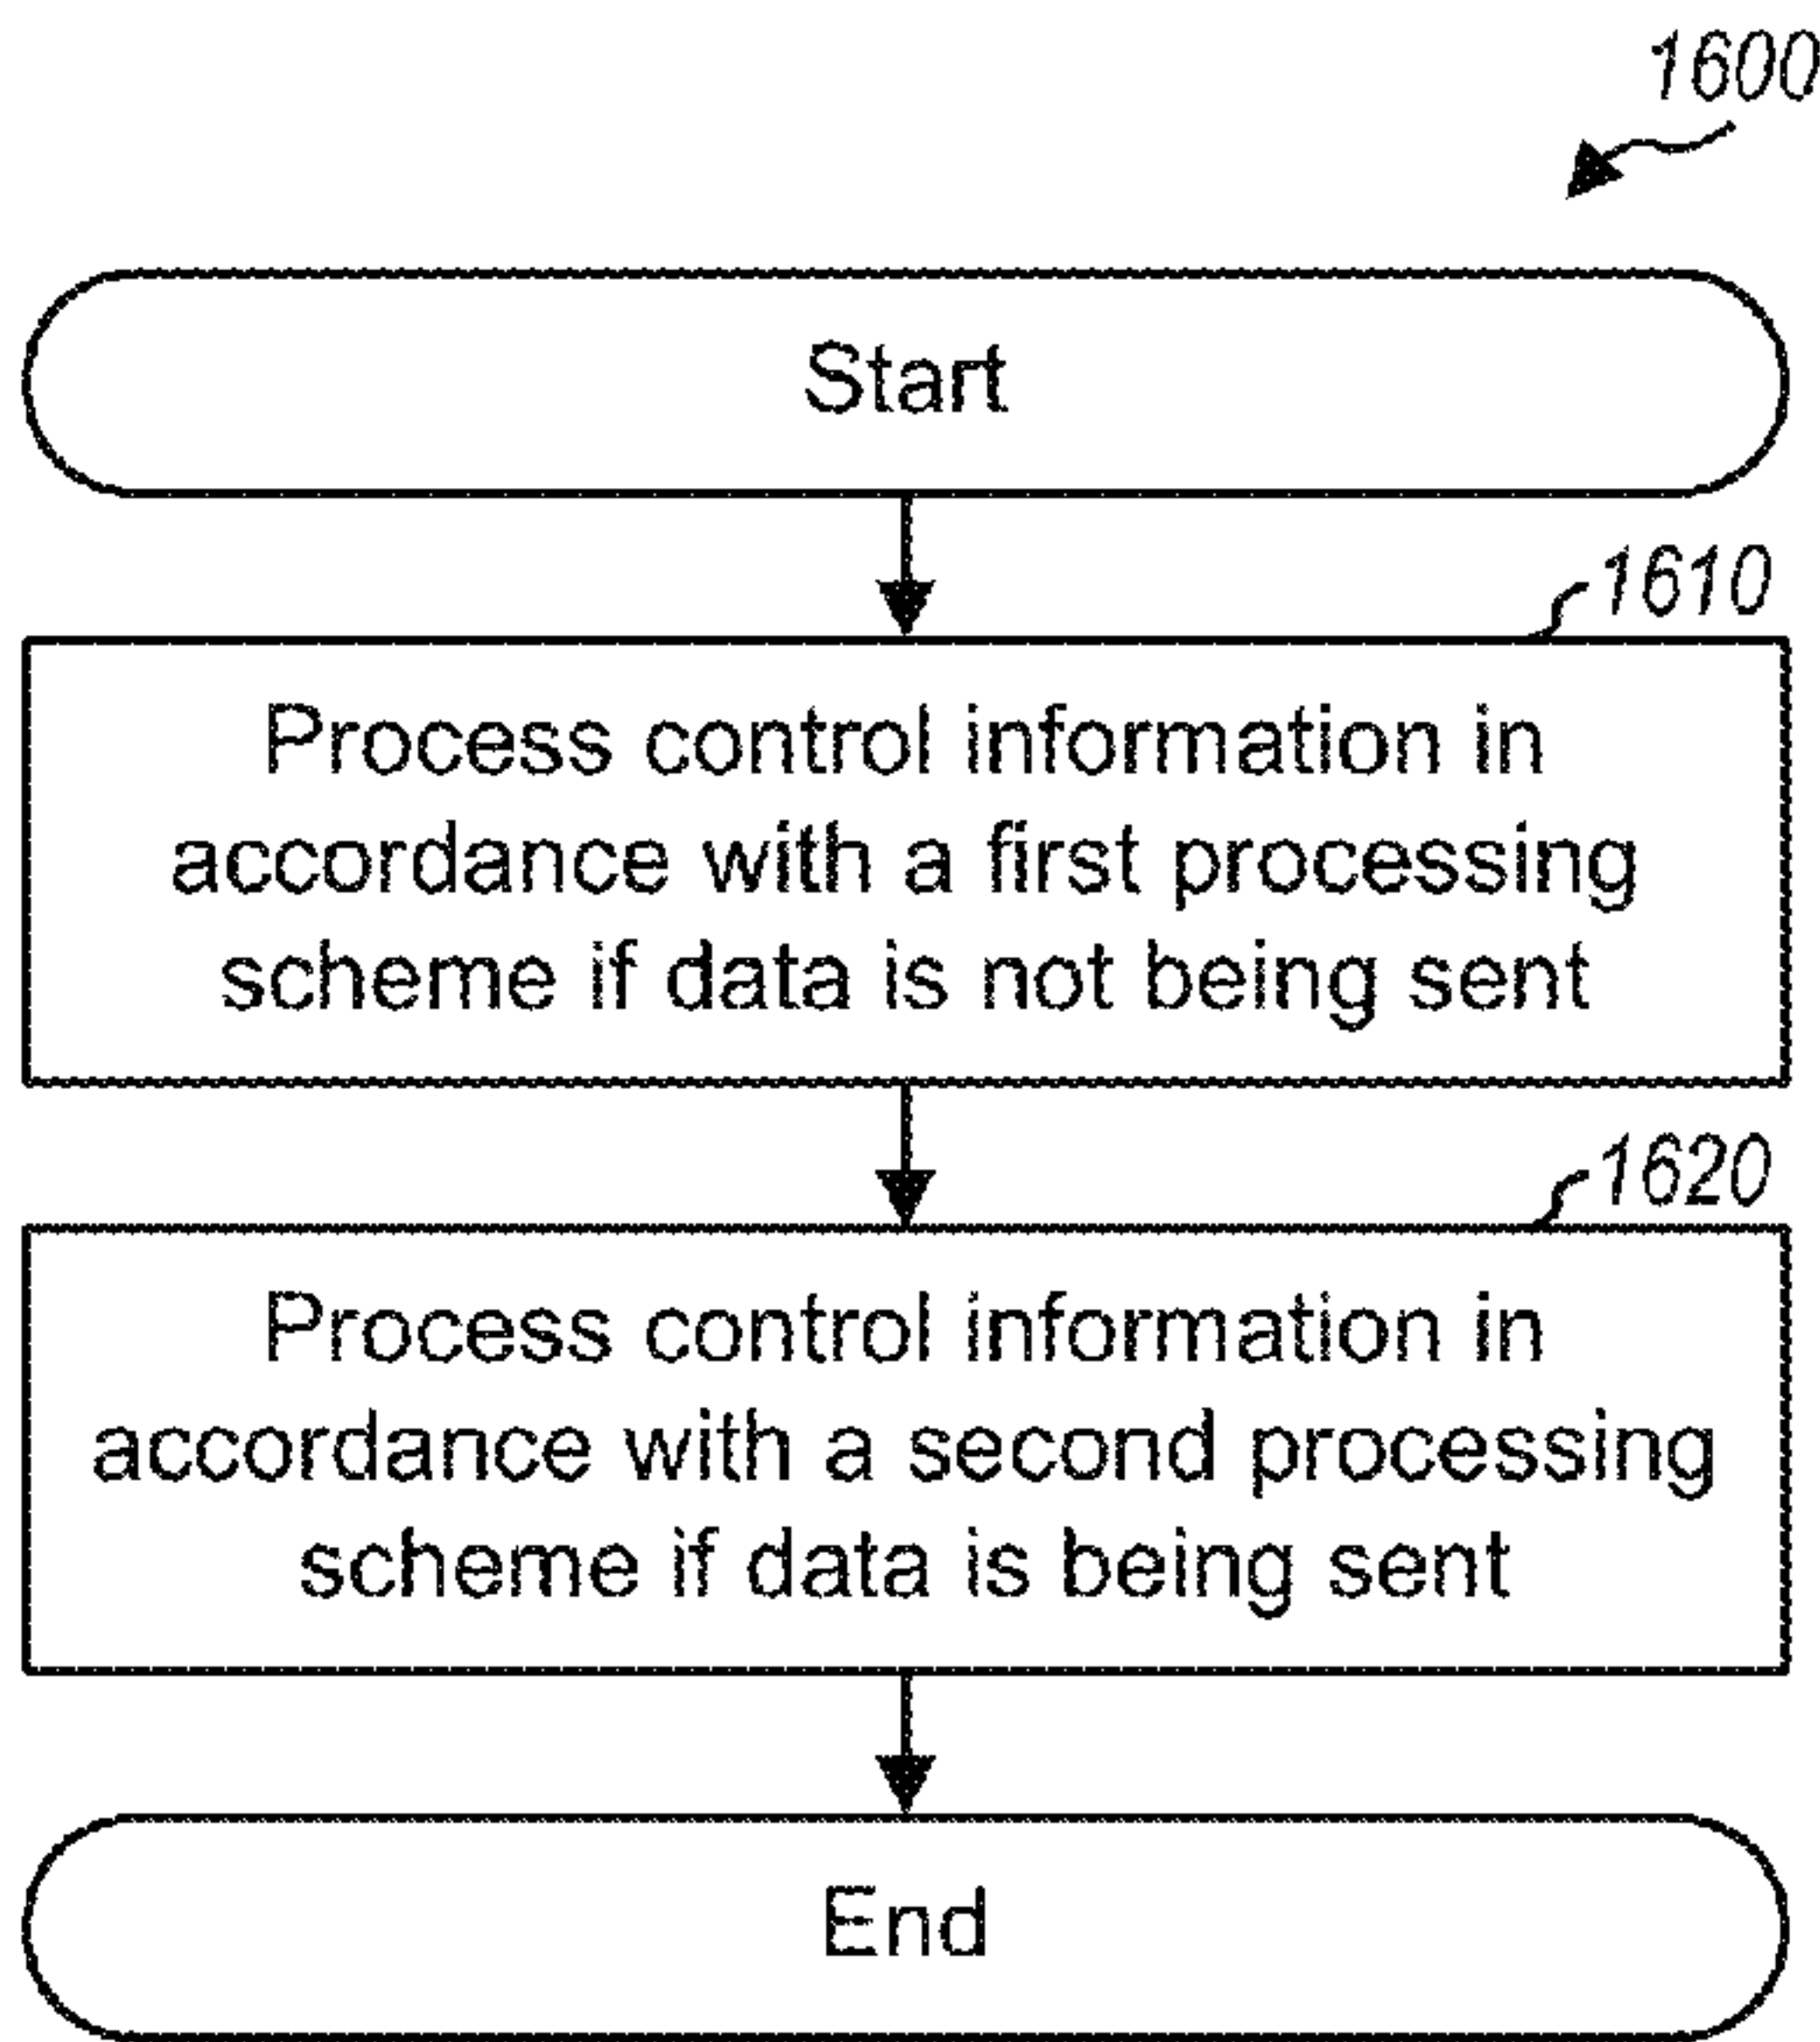 1600
Start
1610
Process control information in
accordance with a first processing
scheme if data is not being sent
1620
Process control information in
accordance with a second processing
scheme if data is being sent
End